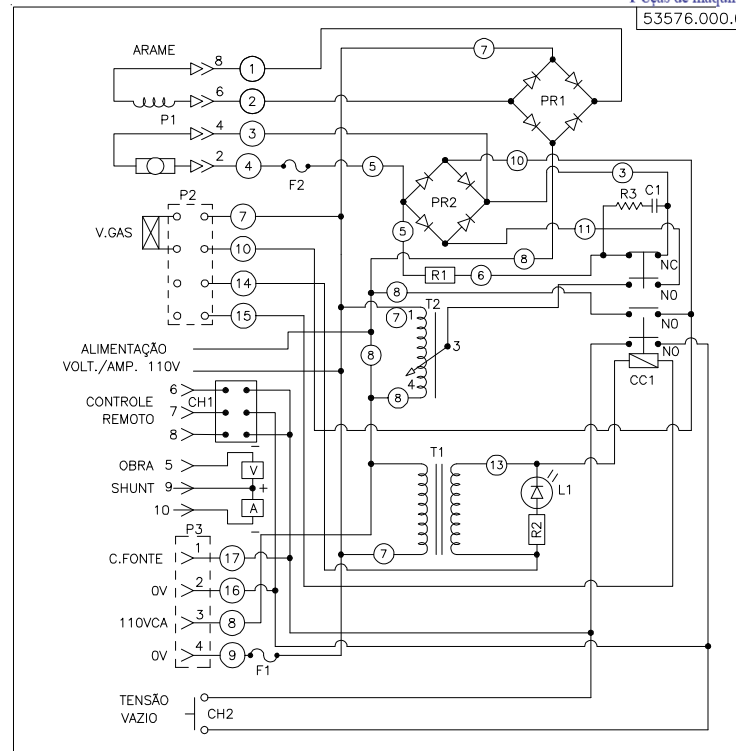 53576.000.0
ARAME
8 1
6 2
P1
4 3
2 4
F2
5
7
PR1
10
3
PR2
R3 C1
5
11
P2
V.GAS
7
10
14
15
8
R1 6
NC
8
NO
T2
7 1
NO
3
8
4
8
NO
CC1
ALIMENTAÇÃO
VOLT./AMP. 110V
6
CONTROLE
REMOTO
7
8
CH1
–
OBRA 5
V
SHUNT 9
+
10
A
–
T1
13
L1
R2
7
P3
C.FONTE 1 17
0V 2 16
110VCA 3 8
0V 4 9
F1
TENSÃO
VAZIO
CH2